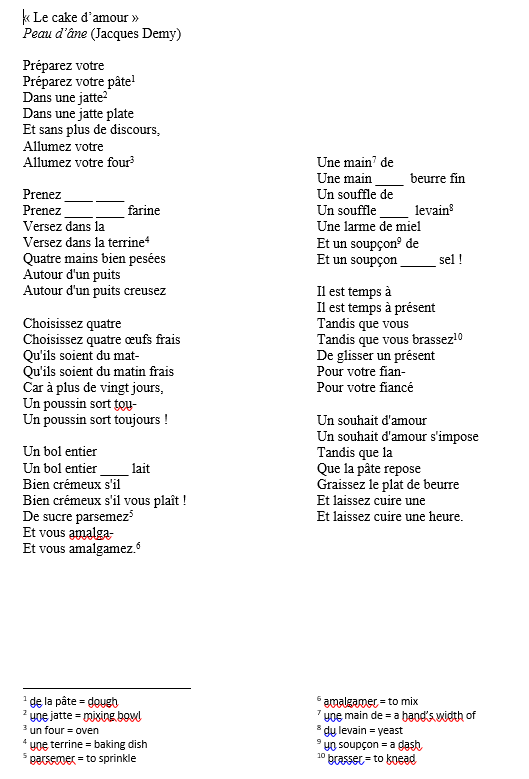 « Le cake d’amour »
Peau d’âne (Jacques Demy)
Préparez votre
Préparez votre pâte¹
Dans une jatte²
Dans une jatte plate
Et sans plus de discours,
Allumez votre
Allumez votre four³
Prenez ____ ____
Prenez ____ ____ farine
Versez dans la
Versez dans la terrine⁴
Quatre mains bien pesées
Autour d'un puits
Autour d'un puits creusez
Choisissez quatre
Choisissez quatre œufs frais
Qu'ils soient du mat-
Qu'ils soient du matin frais
Car à plus de vingt jours,
Un poussin sort tou-
Un poussin sort toujours !
Un bol entier
Un bol entier ____ lait
Bien crémeux s'il
Bien crémeux s'il vous plaît !
De sucre parsemez⁵
Et vous amalga-
Et vous amalgamez.⁶
Une main⁷ de
Une main ____ beurre fin
Un souffle de
Un souffle ____ levain⁸
Une larme de miel
Et un soupçon⁹ de
Et un soupçon _____ sel !
Il est temps à
Il est temps à présent
Tandis que vous
Tandis que vous brassez¹⁰
De glisser un présent
Pour votre fian-
Pour votre fiancé
Un souhait d'amour
Un souhait d'amour s'impose
Tandis que la
Que la pâte repose
Graissez le plat de beurre
Et laissez cuire une
Et laissez cuire une heure.
¹ de la pâte = dough
² une jatte = mixing bowl
³ un four = oven
⁴ une terrine = baking dish
⁵ parsemer = to sprinkle
⁶ amalgamer = to mix
⁷ une main de = a hand’s width of
⁸ du levain = yeast
⁹ un soupçon = a dash
¹⁰ brasser = to knead